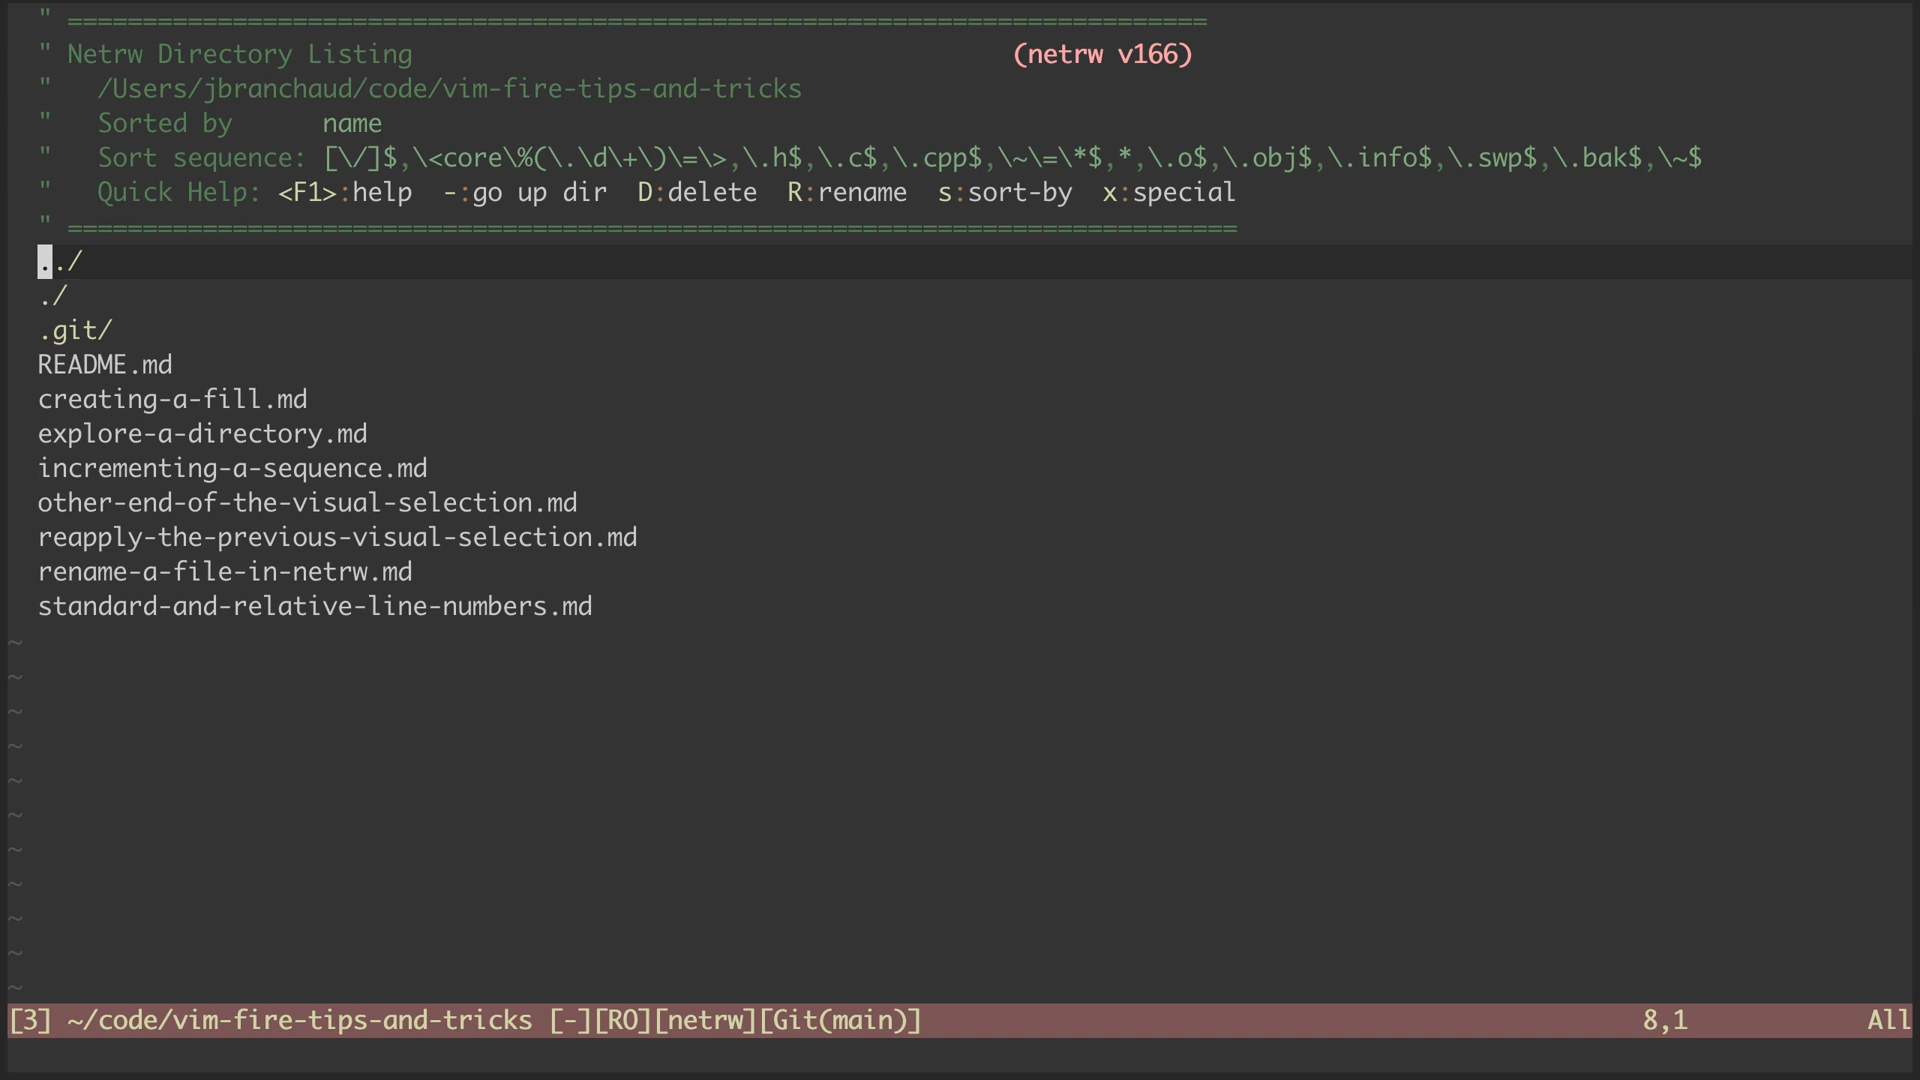 " ============================================================================
" Netrw Directory Listing                                        (netrw v166)
"   /Users/jbranchaud/code/vim-fire-tips-and-tricks
"   Sorted by      name
"   Sort sequence: [\/]$,\<core\%(\.\d\+\)\=\>,\.h$,\.c$,\.cpp$,\~\=\*$,*,\.o$,\.obj$,\.info$,\.swp$,\.bak$,\~$
"   Quick Help: <F1>:help  -:go up dir  D:delete  R:rename  s:sort-by  x:special
" ==============================================================================
../
./
.git/
README.md
creating-a-fill.md
explore-a-directory.md
incrementing-a-sequence.md
other-end-of-the-visual-selection.md
reapply-the-previous-visual-selection.md
rename-a-file-in-netrw.md
standard-and-relative-line-numbers.md
~
~
~
~
~
~
~
~
~
~
~
[3] ~/code/vim-fire-tips-and-tricks [-][RO][netrw][Git(main)]                                                8,1            All